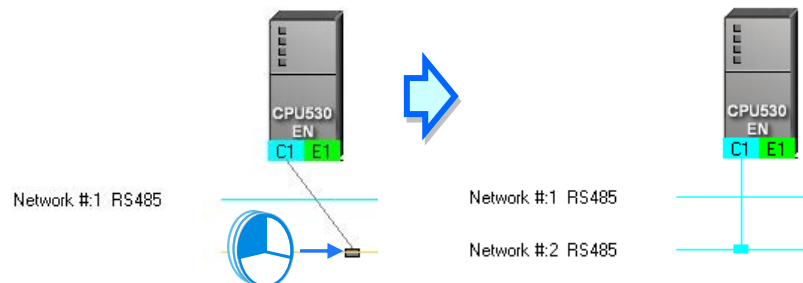 CPU530
EN
C1 E1
Network #:1 RS485
CPU530
EN
C1 E1
Network #:1 RS485
Network #:2 RS485